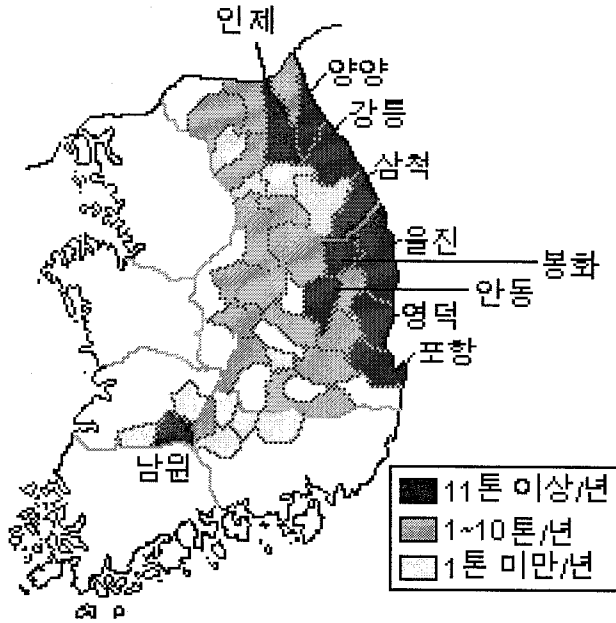 인제
양양
강릉
삼척
울진
봉화
안동
영덕
포항
남원
11톤 이상/년
1~10톤/년
1톤 미만/년